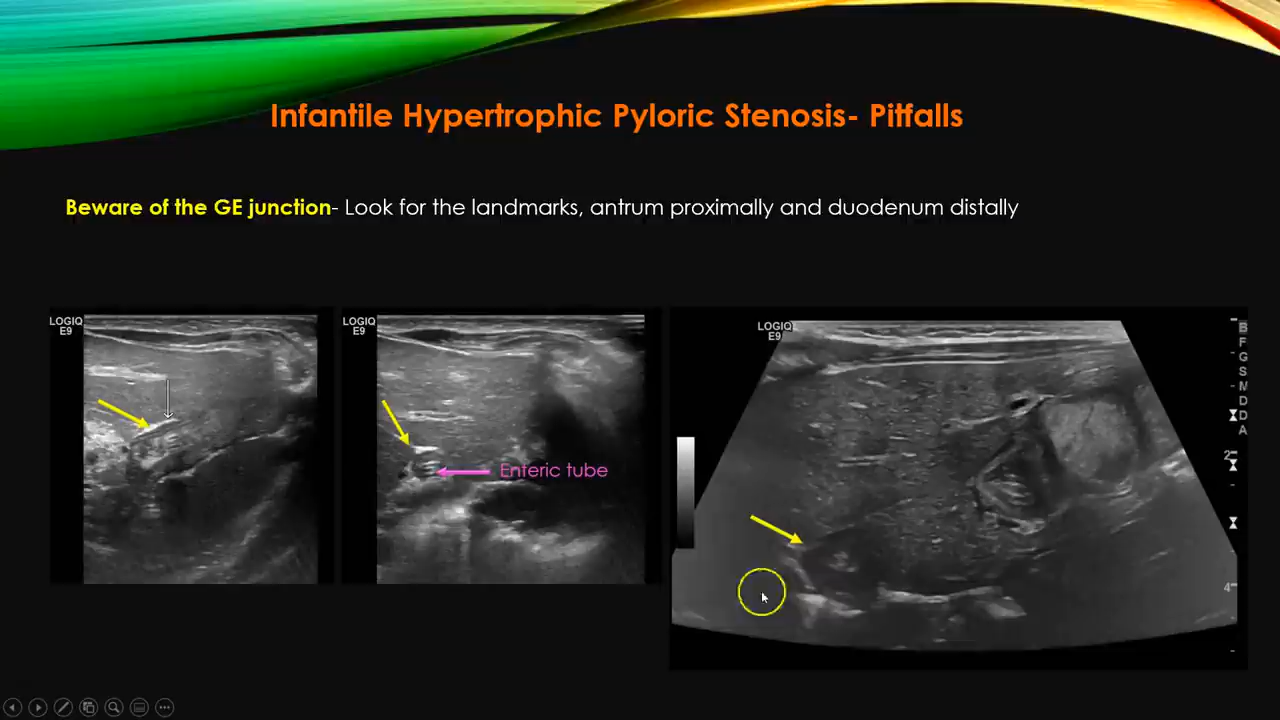 Infantile Hypertrophic Pyloric Stenosis- Pitfalls
Beware of the GE junction- Look for the landmarks, antrum proximally and duodenum distally
LOGIQ
E9
LOGIQ
E9
Enteric tube
LOGIQ
E9
B
F
G
S
M
D
D
A
2
4